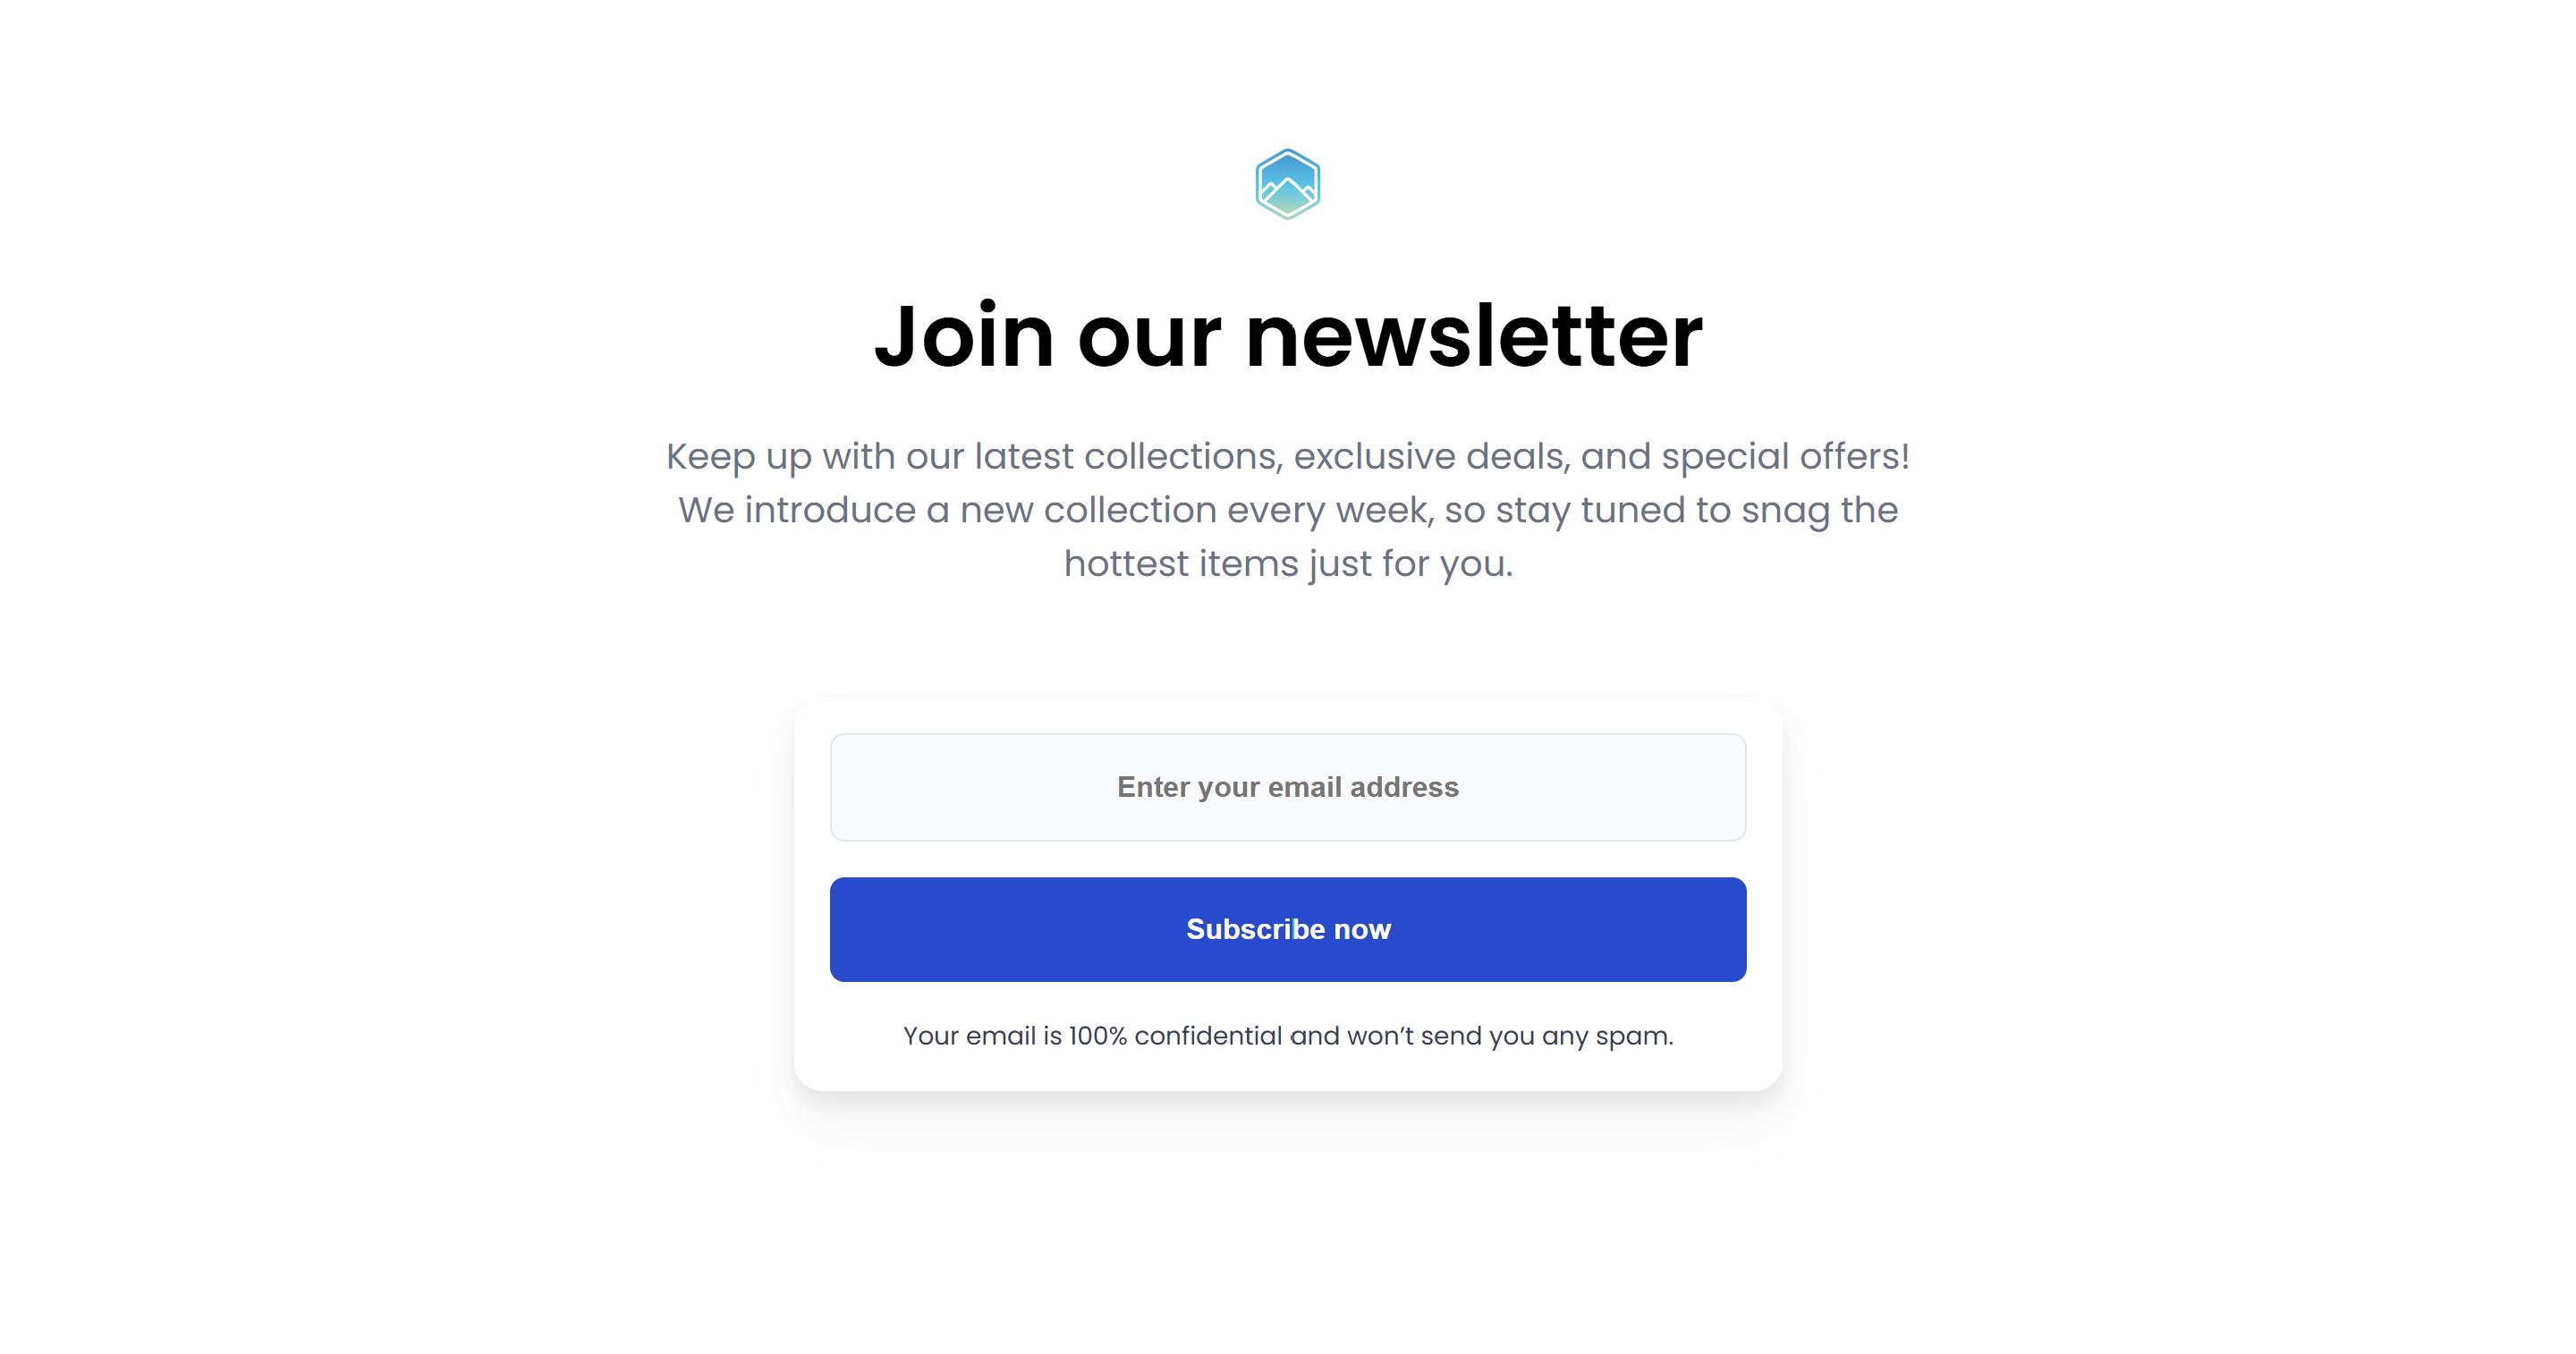 Join our newsletter
Keep up with our latest collections, exclusive deals, and special offers!
We introduce a new collection every week, so stay tuned to snag the
hottest items just for you.
Enter your email address
Subscribe now
Your email is 100% confidential and won’t send you any spam.